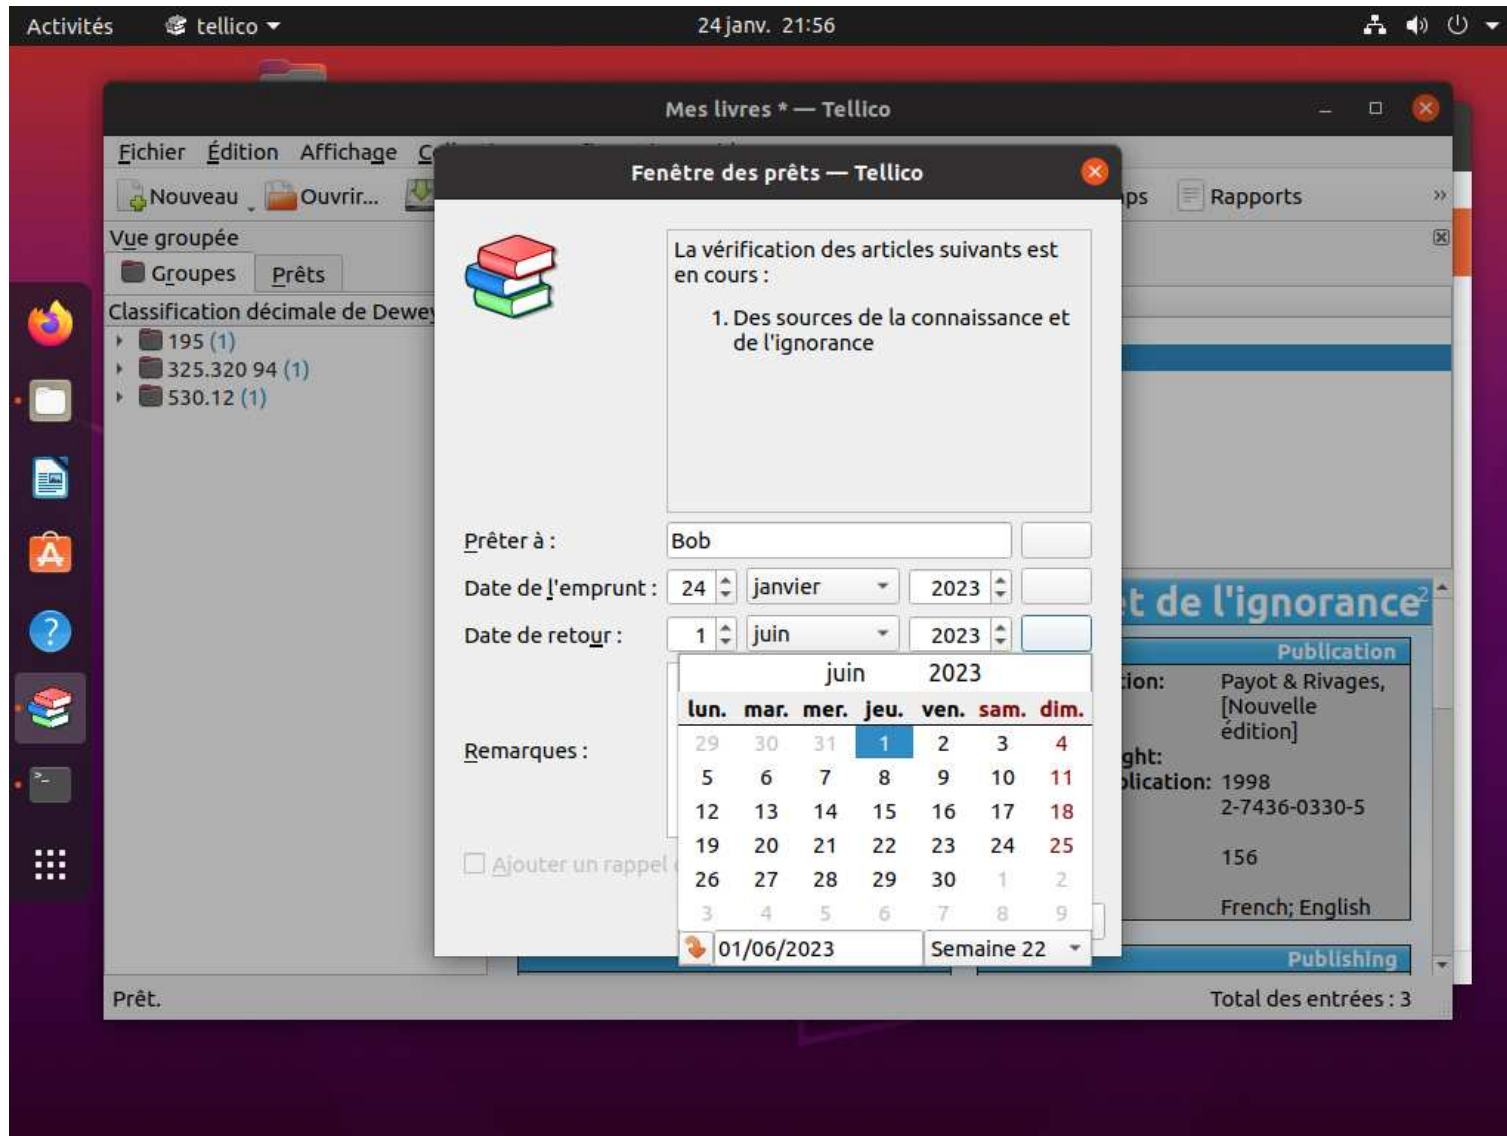 Activités
tellico
24 janv. 21:56
Mes livres * — Tellico
Fichier Édition Affichage
Fenêtre des prêts — Tellico
Nouveau
Ouvrir...
Rapports
»
Vue groupée
Groupes
Prêts
Classification décimale de Dewey
195 (1)
325.320 94 (1)
530.12 (1)
La vérification des articles suivants est
en cours :
1. Des sources de la connaissance et
de l'ignorance
Prêter à :
Bob
Date de l'emprunt :
24 janvier 2023
Date de retour :
1 juin 2023
juin 2023
lun. mar. mer. jeu. ven. sam. dim.
29 30 31 1 2 3 4
5 6 7 8 9 10 11
12 13 14 15 16 17 18
19 20 21 22 23 24 25
26 27 28 29 30 1 2
3 4 5 6 7 8 9
01/06/2023
Semaine 22
Remarques :
Ajouter un rappel
t de l'ignorance²
Publication
tion:
Payot & Rivages,
[Nouvelle
édition]
ght:
blication: 1998
2-7436-0330-5
156
French; English
Publishing
Prêt.
Total des entrées : 3